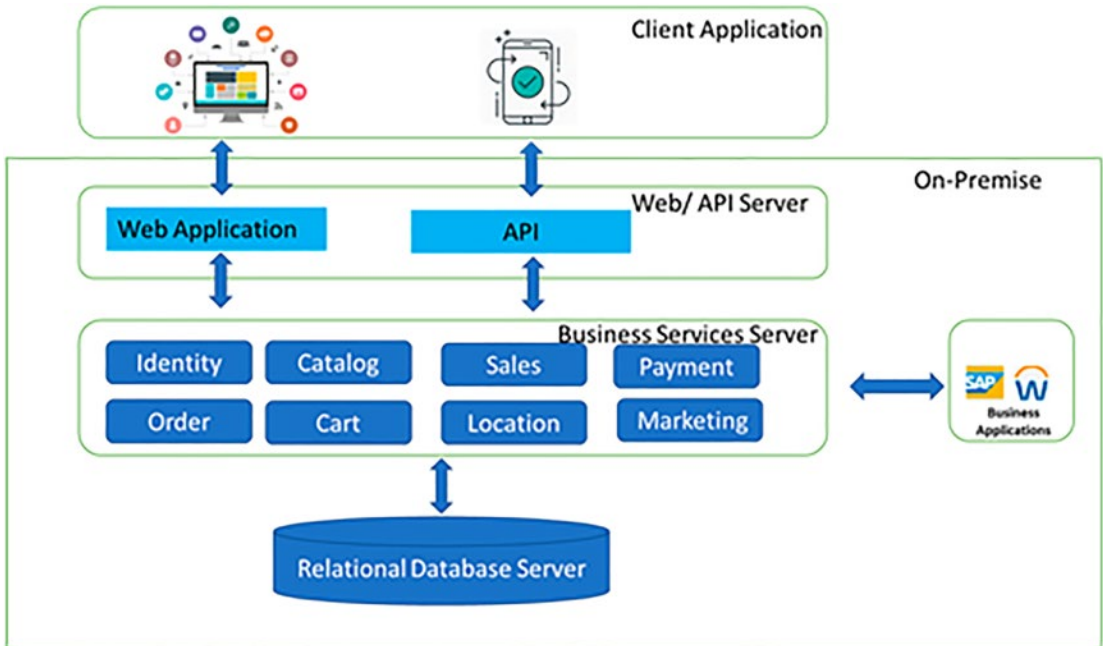 Client Application
On-Premise
Web/ API Server
Web Application
API
Business Services Server
Identity
Catalog
Sales
Payment
Order
Cart
Location
Marketing
SAP
Business
Applications
Relational Database Server